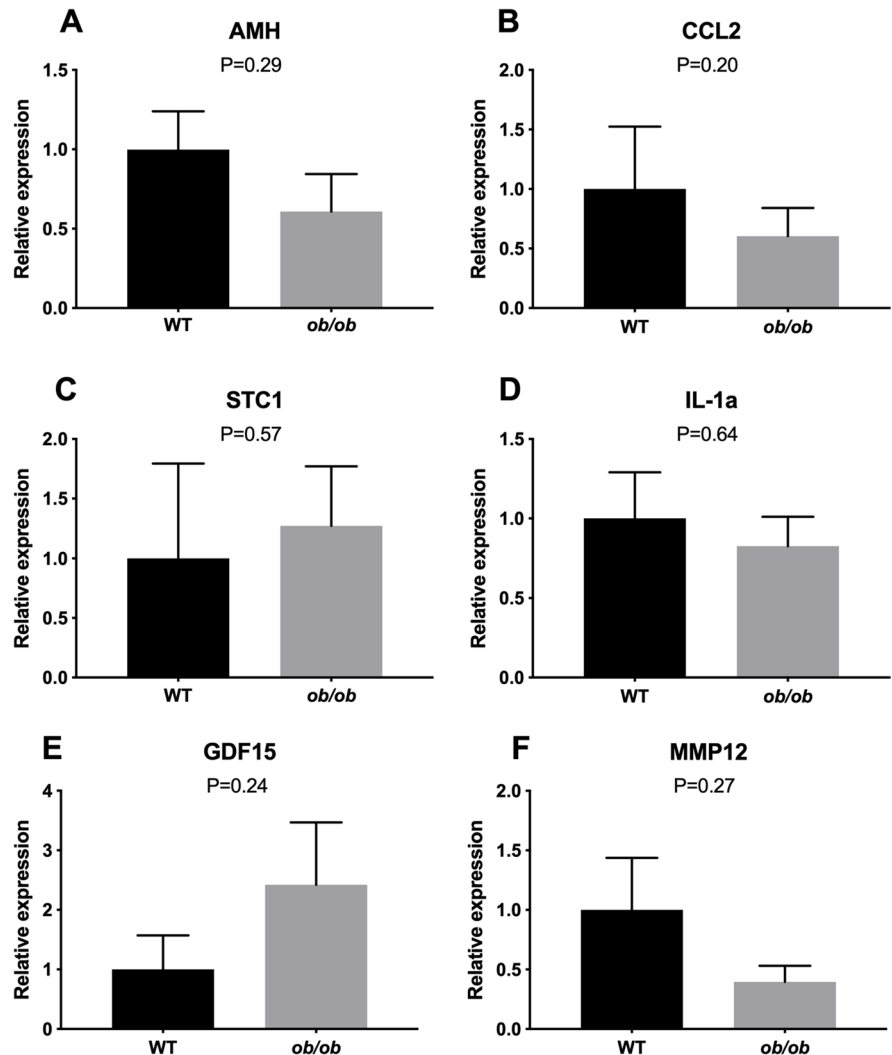 A
AMH
P=0.29
Relative expression
1.5
1.0
0.5
0.0
WT
ob/ob
B
CCL2
P=0.20
Relative expression
2.0
1.5
1.0
0.5
0.0
WT
ob/ob
C
STC1
P=0.57
Relative expression
2.0
1.5
1.0
0.5
0.0
WT
ob/ob
D
IL-1a
P=0.64
Relative expression
1.5
1.0
0.5
0.0
WT
ob/ob
E
GDF15
P=0.24
Relative expression
4
3
2
1
0
WT
ob/ob
F
MMP12
P=0.27
Relative expression
2.0
1.5
1.0
0.5
0.0
WT
ob/ob